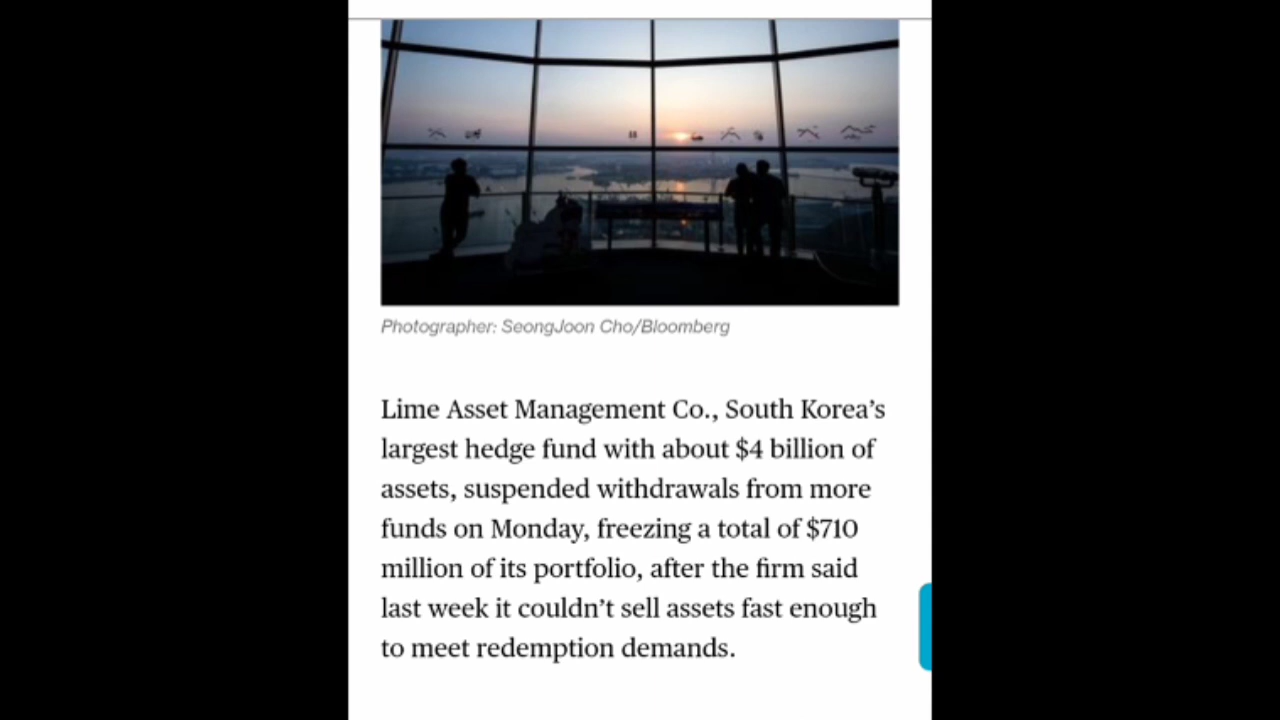 Photographer: SeongJoon Cho/Bloomberg
Lime Asset Management Co., South Korea’s
largest hedge fund with about $4 billion of
assets, suspended withdrawals from more
funds on Monday, freezing a total of $710
million of its portfolio, after the firm said
last week it couldn’t sell assets fast enough
to meet redemption demands.